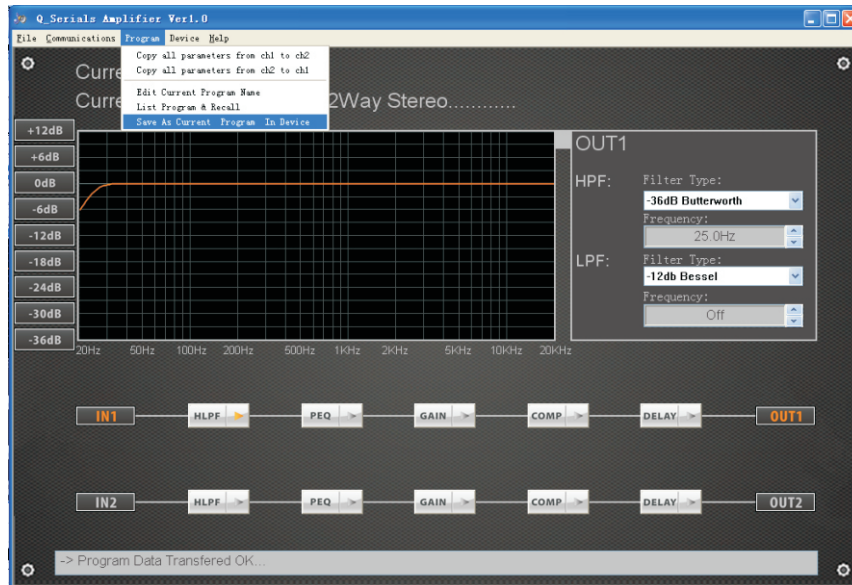 Q_Serials Amplifier Ver1.0
File Communications Program Device Help
Copy all parameters from ch1 to ch2
Copy all parameters from ch2 to ch1
Edit Current Program Name
List Program & Recall
Save As Current Program In Device
Curre
Curre 2Way Stereo............
+12dB
+6dB
0dB
-6dB
-12dB
-18dB
-24dB
-30dB
-36dB
20Hz 50Hz 100Hz 200Hz 500Hz 1KHz 2KHz 5KHz 10KHz 20KHz
OUT1
HPF: Filter Type:
-36dB Butterworth
Frequency:
25.0Hz
LPF: Filter Type:
-12db Bessel
Frequency:
Off
IN1 HLPF PEQ GAIN COMP DELAY OUT1
IN2 HLPF PEQ GAIN COMP DELAY OUT2
-> Program Data Transfered OK...